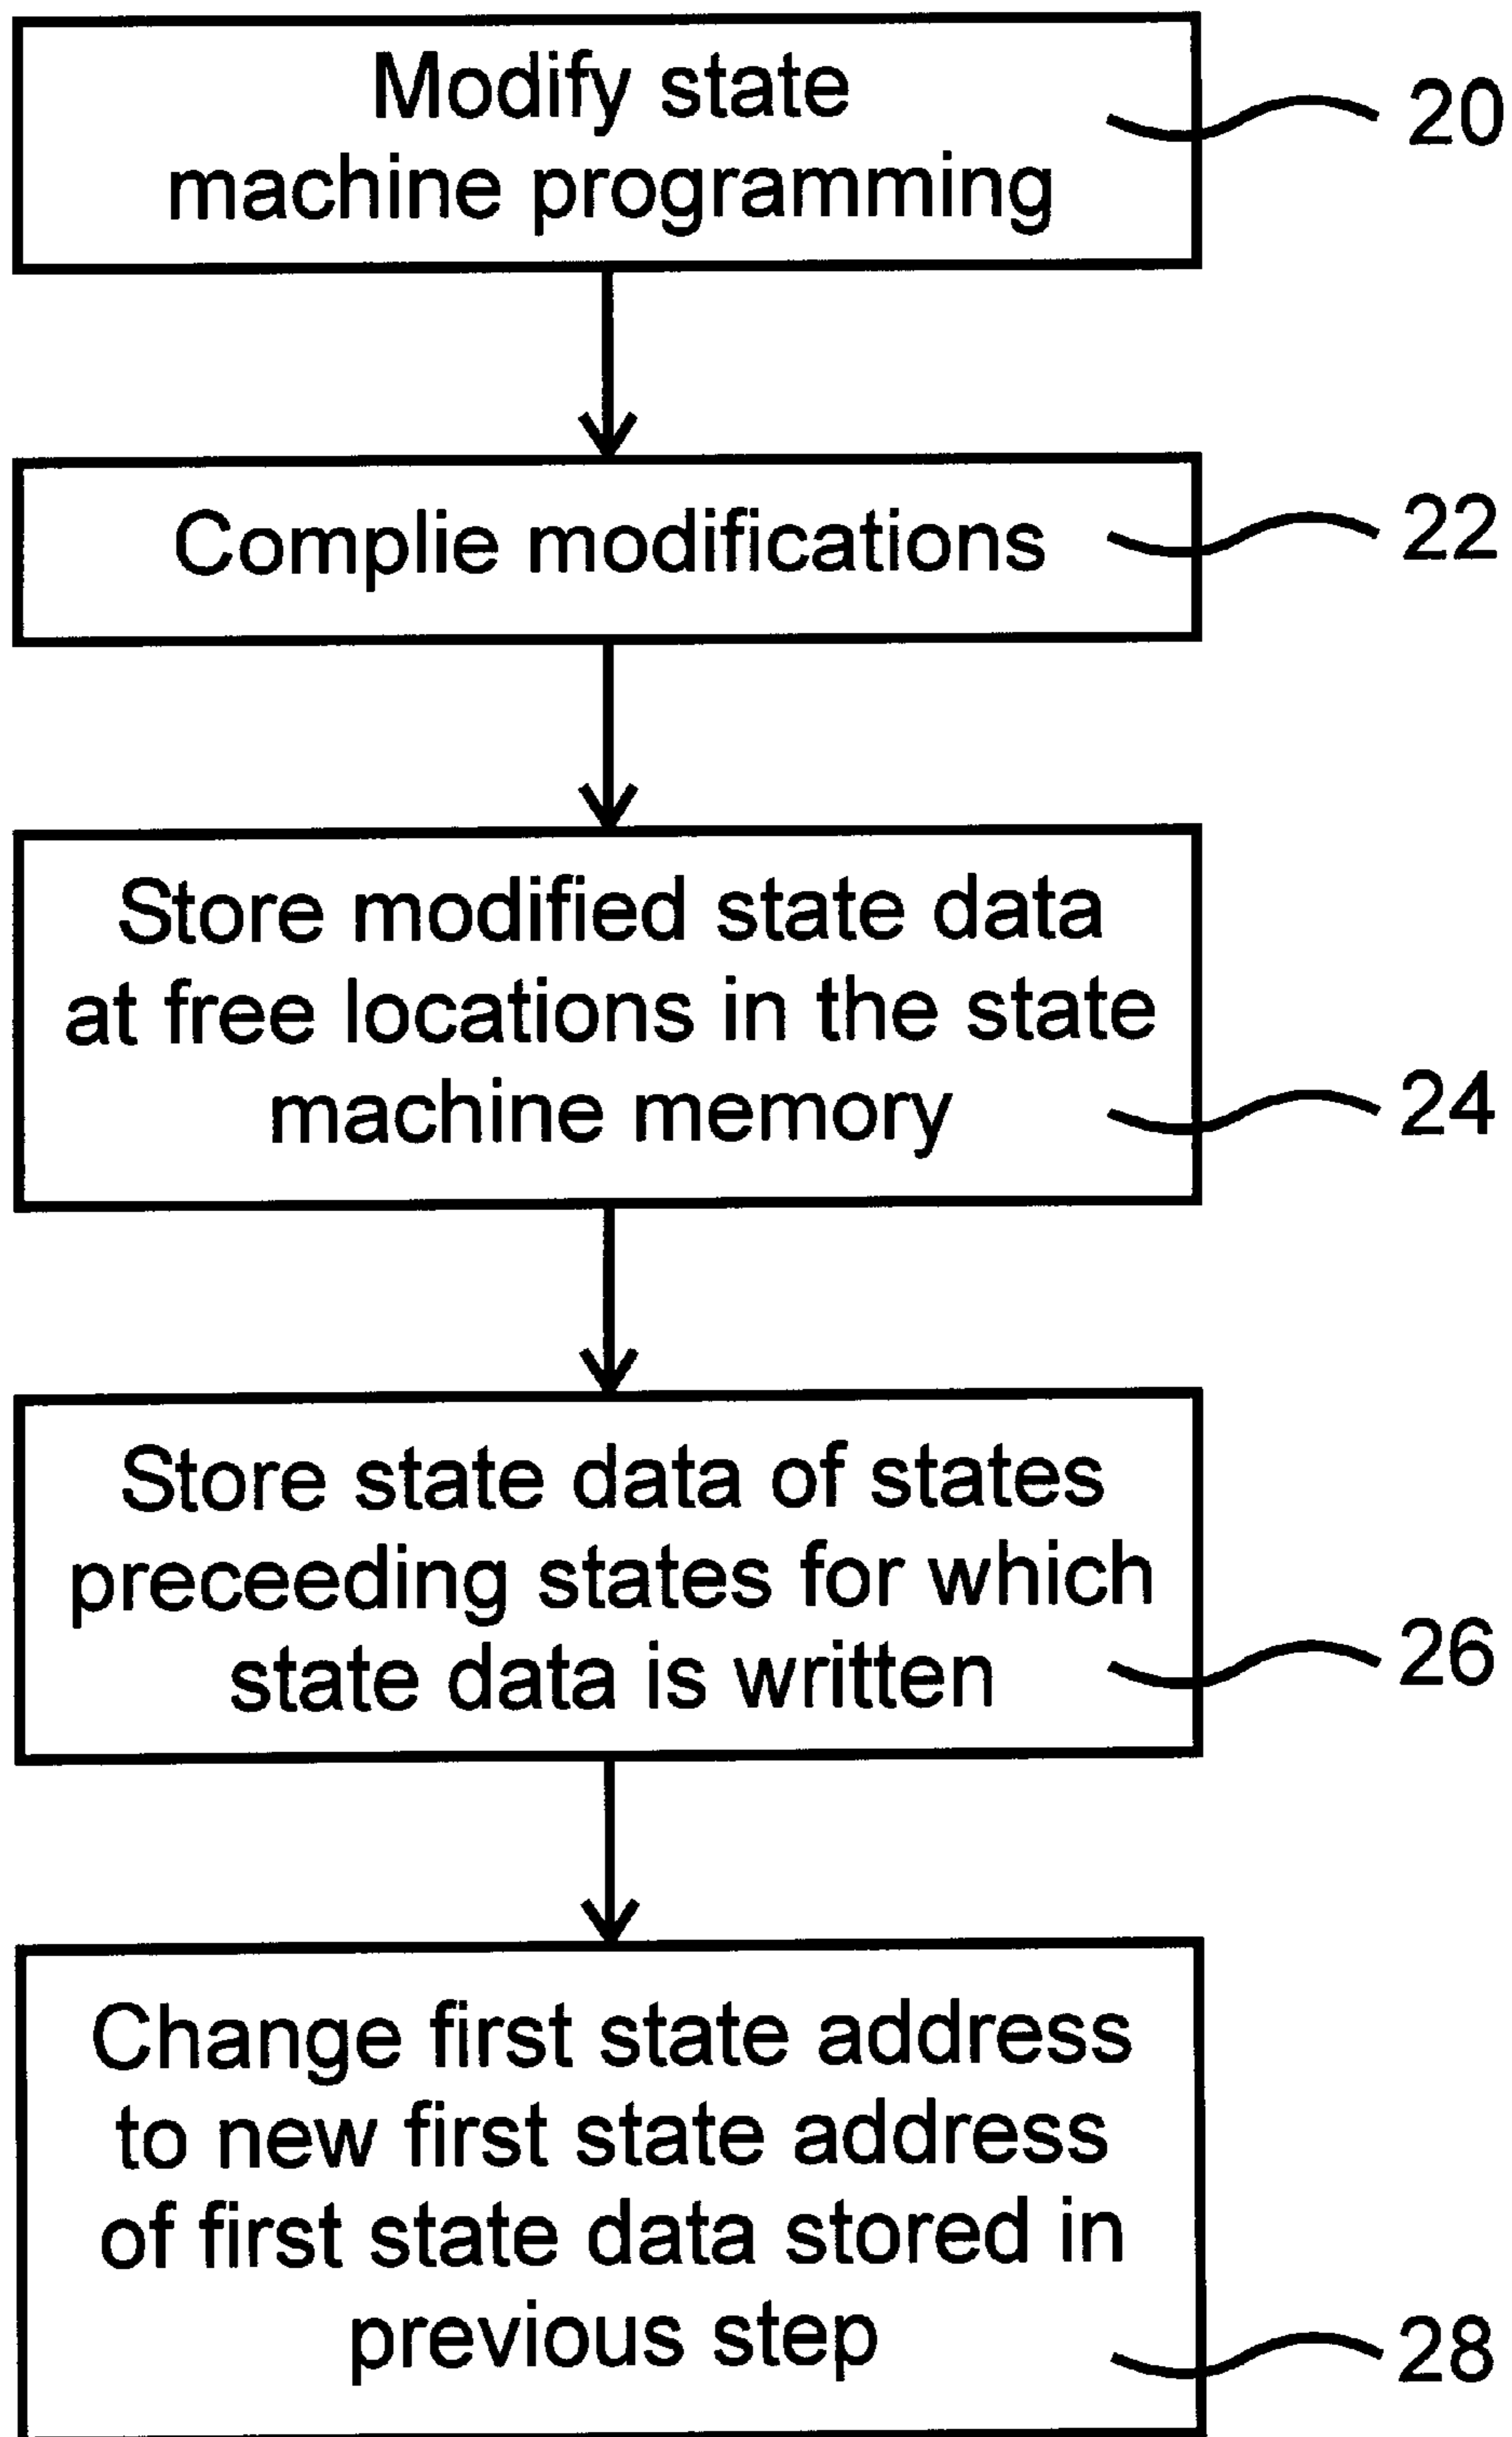 Modify state
machine programming
20
Complie modifications
22
Store modified state data
at free locations in the state
machine memory
24
Store state data of states
preceeding states for which
state data is written
26
Change first state address
to new first state address
of first state data stored in
previous step
28